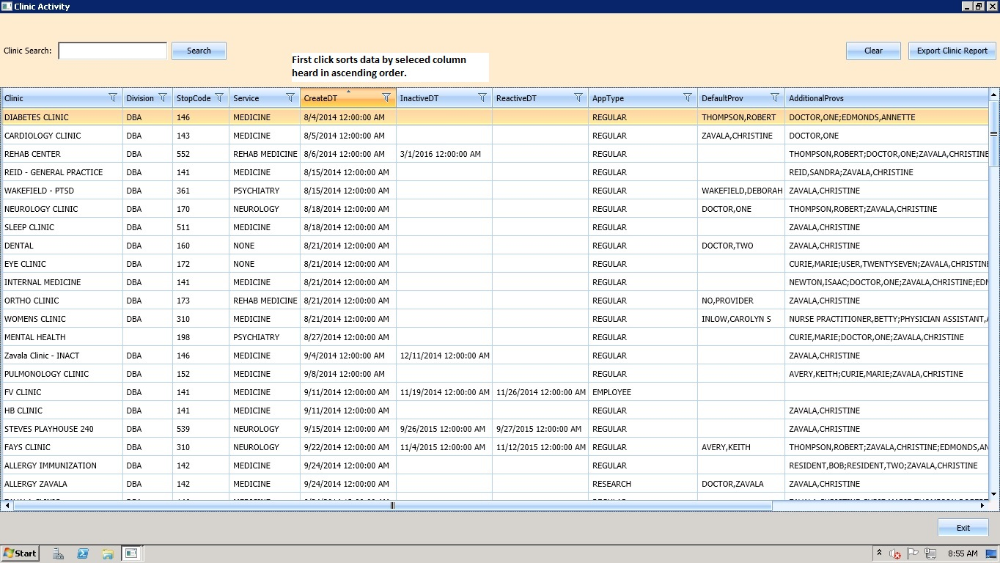 Clinic Activity
Clinic Search: Search Clear Export Clinic Report
First click sorts data by seleced column
heard in ascending order.
Clinic Division StopCode Service CreateDT InactiveDT ReactiveDT AppType DefaultProv AdditionalProvs
DIABETES CLINIC DBA 146 MEDICINE 8/4/2014 12:00:00 AM REGULAR THOMPSON,ROBERT DOCTOR,ONE;EDMONDS,ANNETTE
CARDIOLOGY CLINIC DBA 143 MEDICINE 8/5/2014 12:00:00 AM REGULAR ZAVALA,CHRISTINE DOCTOR,ONE
REHAB CENTER DBA 552 REHAB MEDICINE 8/6/2014 12:00:00 AM 3/1/2016 12:00:00 AM REGULAR THOMPSON,ROBERT;DOCTOR,ONE;ZAVALA,CHRISTINE
REID - GENERAL PRACTICE DBA 141 MEDICINE 8/15/2014 12:00:00 AM REGULAR REID,SANDRA;ZAVALA,CHRISTINE
WAKEFIELD - PTSD DBA 361 PSYCHIATRY 8/15/2014 12:00:00 AM REGULAR WAKEFIELD,DEBORAH ZAVALA,CHRISTINE
NEUROLOGY CLINIC DBA 170 NEUROLOGY 8/18/2014 12:00:00 AM REGULAR DOCTOR,ONE THOMPSON,ROBERT;ZAVALA,CHRISTINE
SLEEP CLINIC DBA 511 MEDICINE 8/18/2014 12:00:00 AM REGULAR ZAVALA,CHRISTINE
DENTAL DBA 160 NONE 8/21/2014 12:00:00 AM REGULAR DOCTOR,TWO ZAVALA,CHRISTINE
EYE CLINIC DBA 172 NONE 8/21/2014 12:00:00 AM REGULAR CURIE,MARIE;USER,TWENTYSEVEN;ZAVALA,CHRISTINE
INTERNAL MEDICINE DBA 141 MEDICINE 8/21/2014 12:00:00 AM REGULAR NEWTON,ISAAC;DOCTOR,ONE;ZAVALA,CHRISTINE;EDM
ORTHO CLINIC DBA 173 REHAB MEDICINE 8/21/2014 12:00:00 AM REGULAR NO,PROVIDER ZAVALA,CHRISTINE
WOMENS CLINIC DBA 310 MEDICINE 8/21/2014 12:00:00 AM REGULAR INLOW,CAROLYN S NURSE PRACTITIONER,BETTY;PHYSICIAN ASSISTANT,A
MENTAL HEALTH 198 PSYCHIATRY 8/27/2014 12:00:00 AM REGULAR CURIE,MARIE;DOCTOR,ONE;ZAVALA,CHRISTINE
Zavala Clinic - INACT DBA 146 MEDICINE 9/4/2014 12:00:00 AM 12/11/2014 12:00:00 AM REGULAR ZAVALA,CHRISTINE
PULMONOLOGY CLINIC DBA 152 MEDICINE 9/8/2014 12:00:00 AM REGULAR AVERY,KEITH;CURIE,MARIE;ZAVALA,CHRISTINE
FV CLINIC DBA 141 MEDICINE 9/11/2014 12:00:00 AM 11/19/2014 12:00:00 AM 11/26/2014 12:00:00 AM EMPLOYEE
HB CLINIC DBA 141 MEDICINE 9/11/2014 12:00:00 AM REGULAR ZAVALA,CHRISTINE
STEVES PLAYHOUSE 240 DBA 539 NEUROLOGY 9/15/2014 12:00:00 AM 9/26/2015 12:00:00 AM 9/27/2015 12:00:00 AM REGULAR ZAVALA,CHRISTINE
FAYS CLINIC DBA 310 NEUROLOGY 9/22/2014 12:00:00 AM 11/4/2015 12:00:00 AM 11/12/2015 12:00:00 AM REGULAR AVERY,KEITH THOMPSON,ROBERT;ZAVALA,CHRISTINE;EDMONDS,AN
ALLERGY IMMUNIZATION DBA 142 MEDICINE 9/24/2014 12:00:00 AM REGULAR RESIDENT,BOB;RESIDENT,TWO;ZAVALA,CHRISTINE
ALLERGY ZAVALA DBA 142 MEDICINE 9/24/2014 12:00:00 AM RESEARCH DOCTOR,ZAVALA ZAVALA,CHRISTINE
Exit
Start 8:55 AM